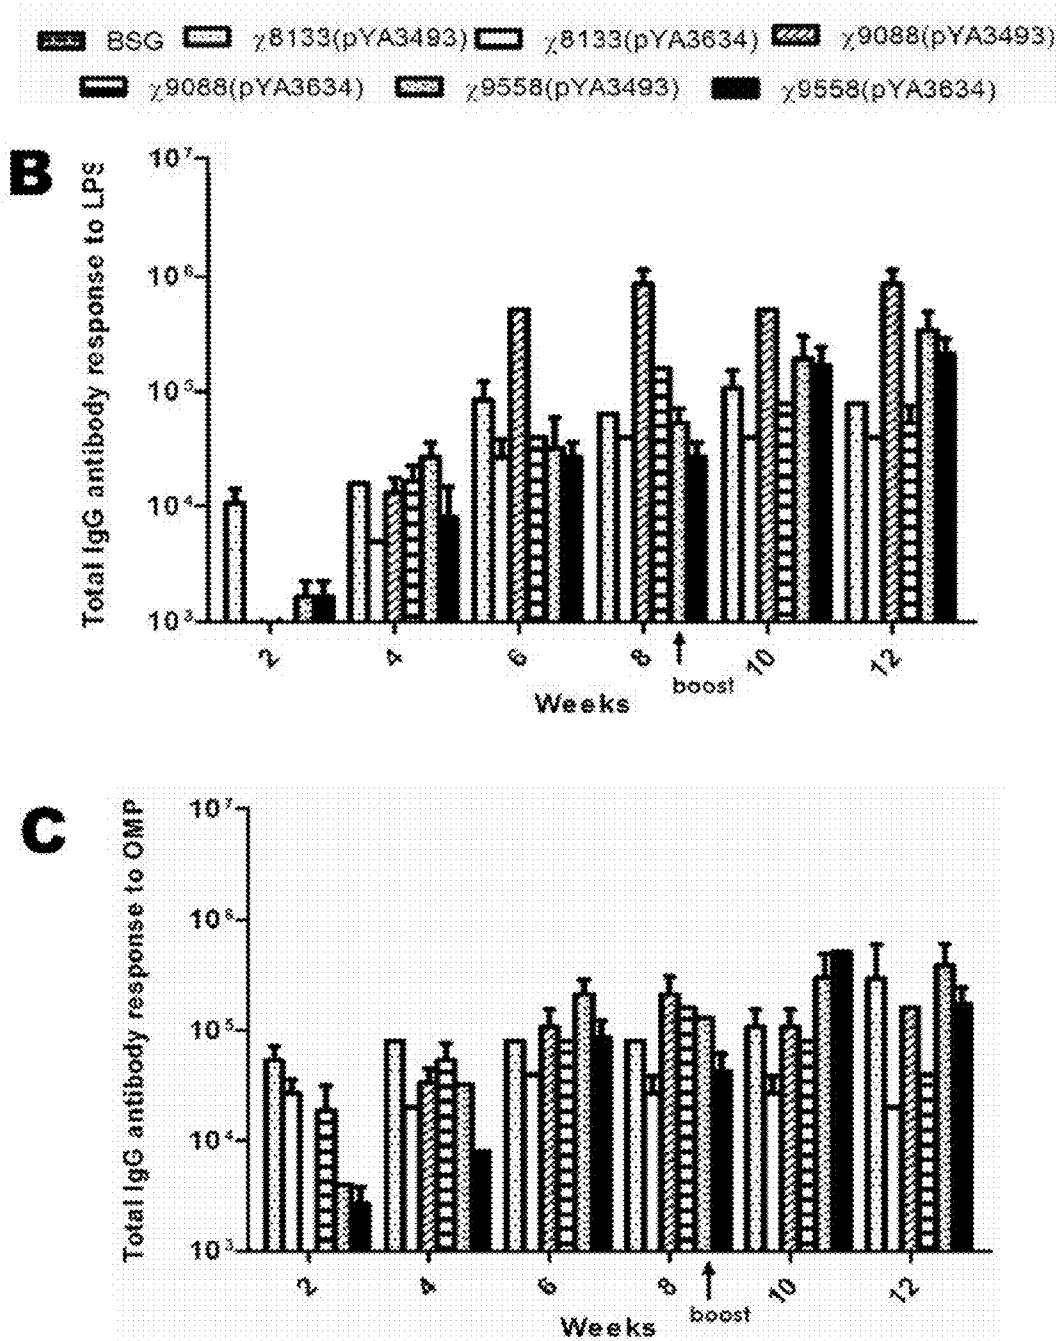 BSG χ8133(pYA3493) χ8133(pYA3634) χ9088(pYA3493)
χ9088(pYA3634) χ9558(pYA3493) χ9558(pYA3634)
B
Total IgG antibody response to LPS
10⁷
10⁶
10⁵
10⁴
10³
2 4 6 8 10 12
boost
Weeks
C
Total IgG antibody response to OMP
10⁷
10⁶
10⁵
10⁴
10³
2 4 6 8 10 12
boost
Weeks